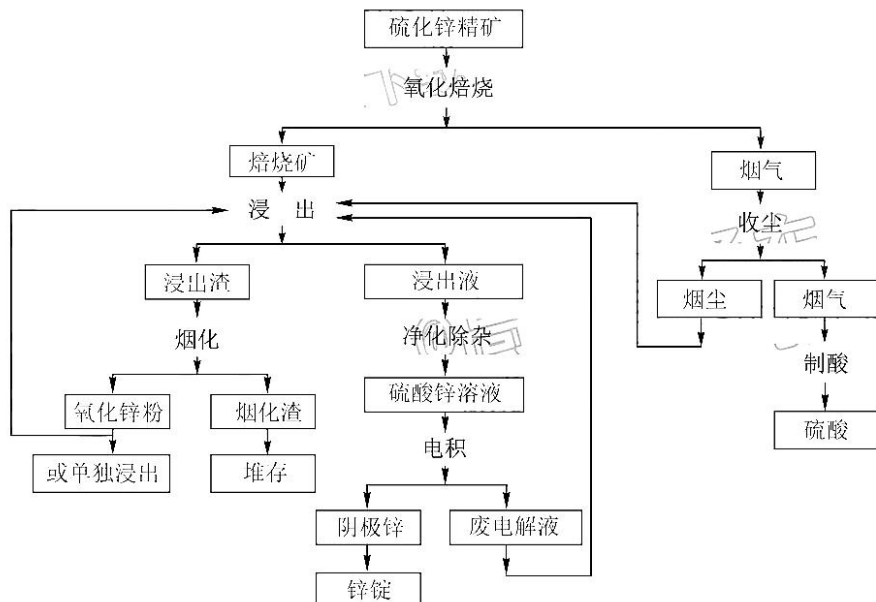 硫化锌精矿
氧化焙烧
焙烧矿
烟气
浸 出
收尘
浸出渣
浸出液
烟尘
烟气
烟化
净化除杂
制酸
氧化锌粉
烟化渣
硫酸锌溶液
硫酸
或单独浸出
堆存
电积
阴极锌
废电解液
锌锭